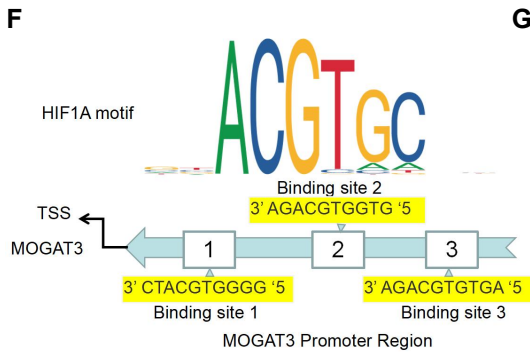 F
G
HIF1A motif
ACGTGC
Binding site 2
3’ AGACGTGGTG ‘5
TSS
MOGAT3
1
2
3
3’ CTACGTGGGG ‘5
3’ AGACGTGTGA ‘5
Binding site 1
Binding site 3
MOGAT3 Promoter Region